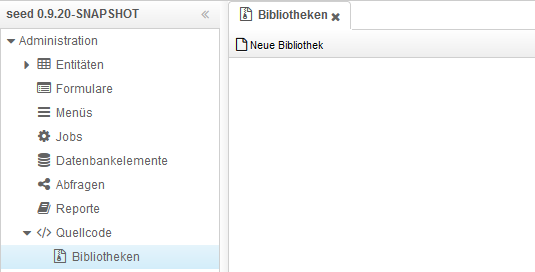 seed 0.9.20-SNAPSHOT
Administration
Entitäten
Formulare
Menüs
Jobs
Datenbankelemente
Abfragen
Reporte
Quellcode
Bibliotheken
Bibliotheken
Neue Bibliothek